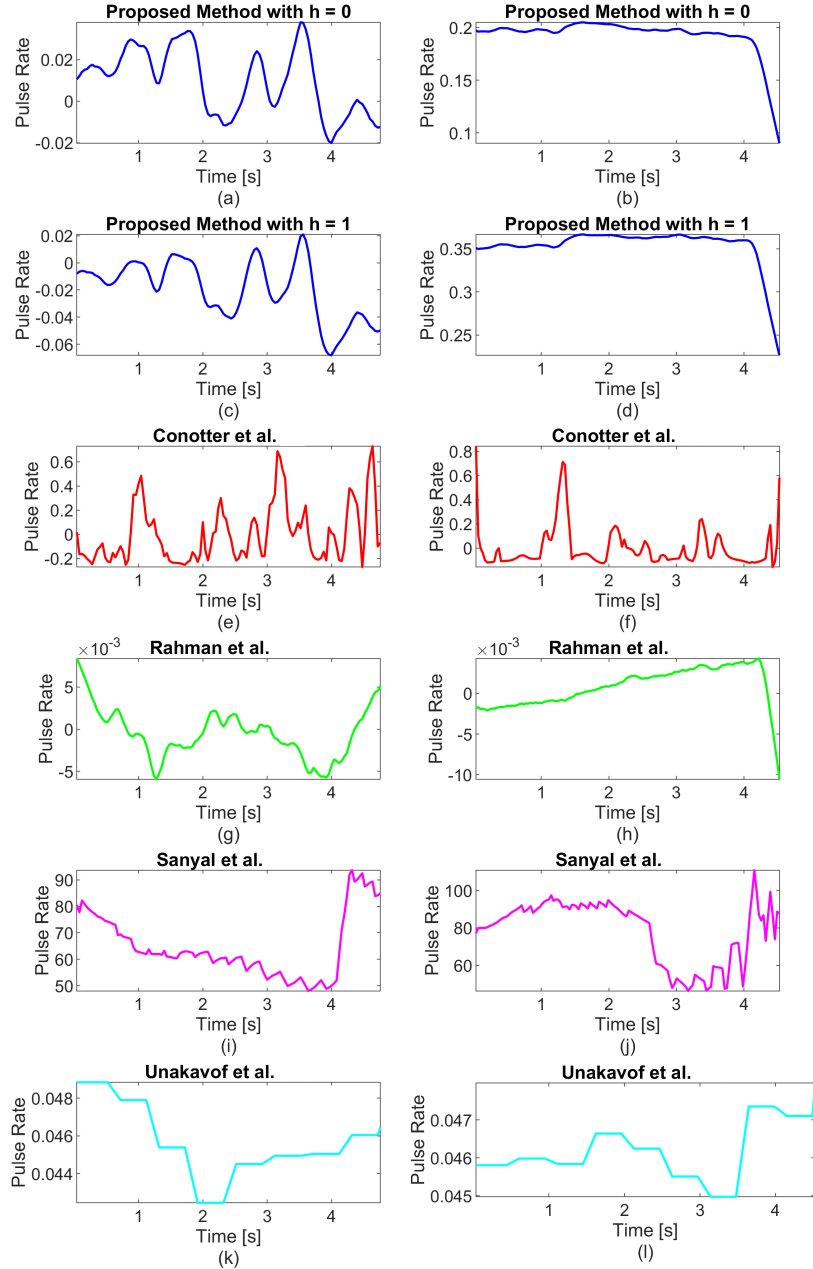 Proposed Method with h = 0
Pulse Rate
0.02
0
-0.02
1 2 3 4
Time [s]
(a)
Proposed Method with h = 0
Pulse Rate
0.2
0.15
0.1
1 2 3 4
Time [s]
(b)
Proposed Method with h = 1
Pulse Rate
0.02
0
-0.02
-0.04
-0.06
1 2 3 4
Time [s]
(c)
Proposed Method with h = 1
Pulse Rate
0.35
0.3
0.25
1 2 3 4
Time [s]
(d)
Conotter et al.
Pulse Rate
0.6
0.4
0.2
0
-0.2
1 2 3 4
Time [s]
(e)
Conotter et al.
Pulse Rate
0.8
0.6
0.4
0.2
0
1 2 3 4
Time [s]
(f)
Rahman et al.
×10⁻³
Pulse Rate
5
0
-5
1 2 3 4
Time [s]
(g)
Rahman et al.
×10⁻³
Pulse Rate
0
-5
-10
1 2 3 4
Time [s]
(h)
Sanyal et al.
Pulse Rate
90
80
70
60
50
1 2 3 4
Time [s]
(i)
Sanyal et al.
Pulse Rate
100
80
60
1 2 3 4
Time [s]
(j)
Unakavof et al.
Pulse Rate
0.048
0.046
0.044
1 2 3 4
Time [s]
(k)
Unakavof et al.
Pulse Rate
0.047
0.046
0.045
1 2 3 4
Time [s]
(l)